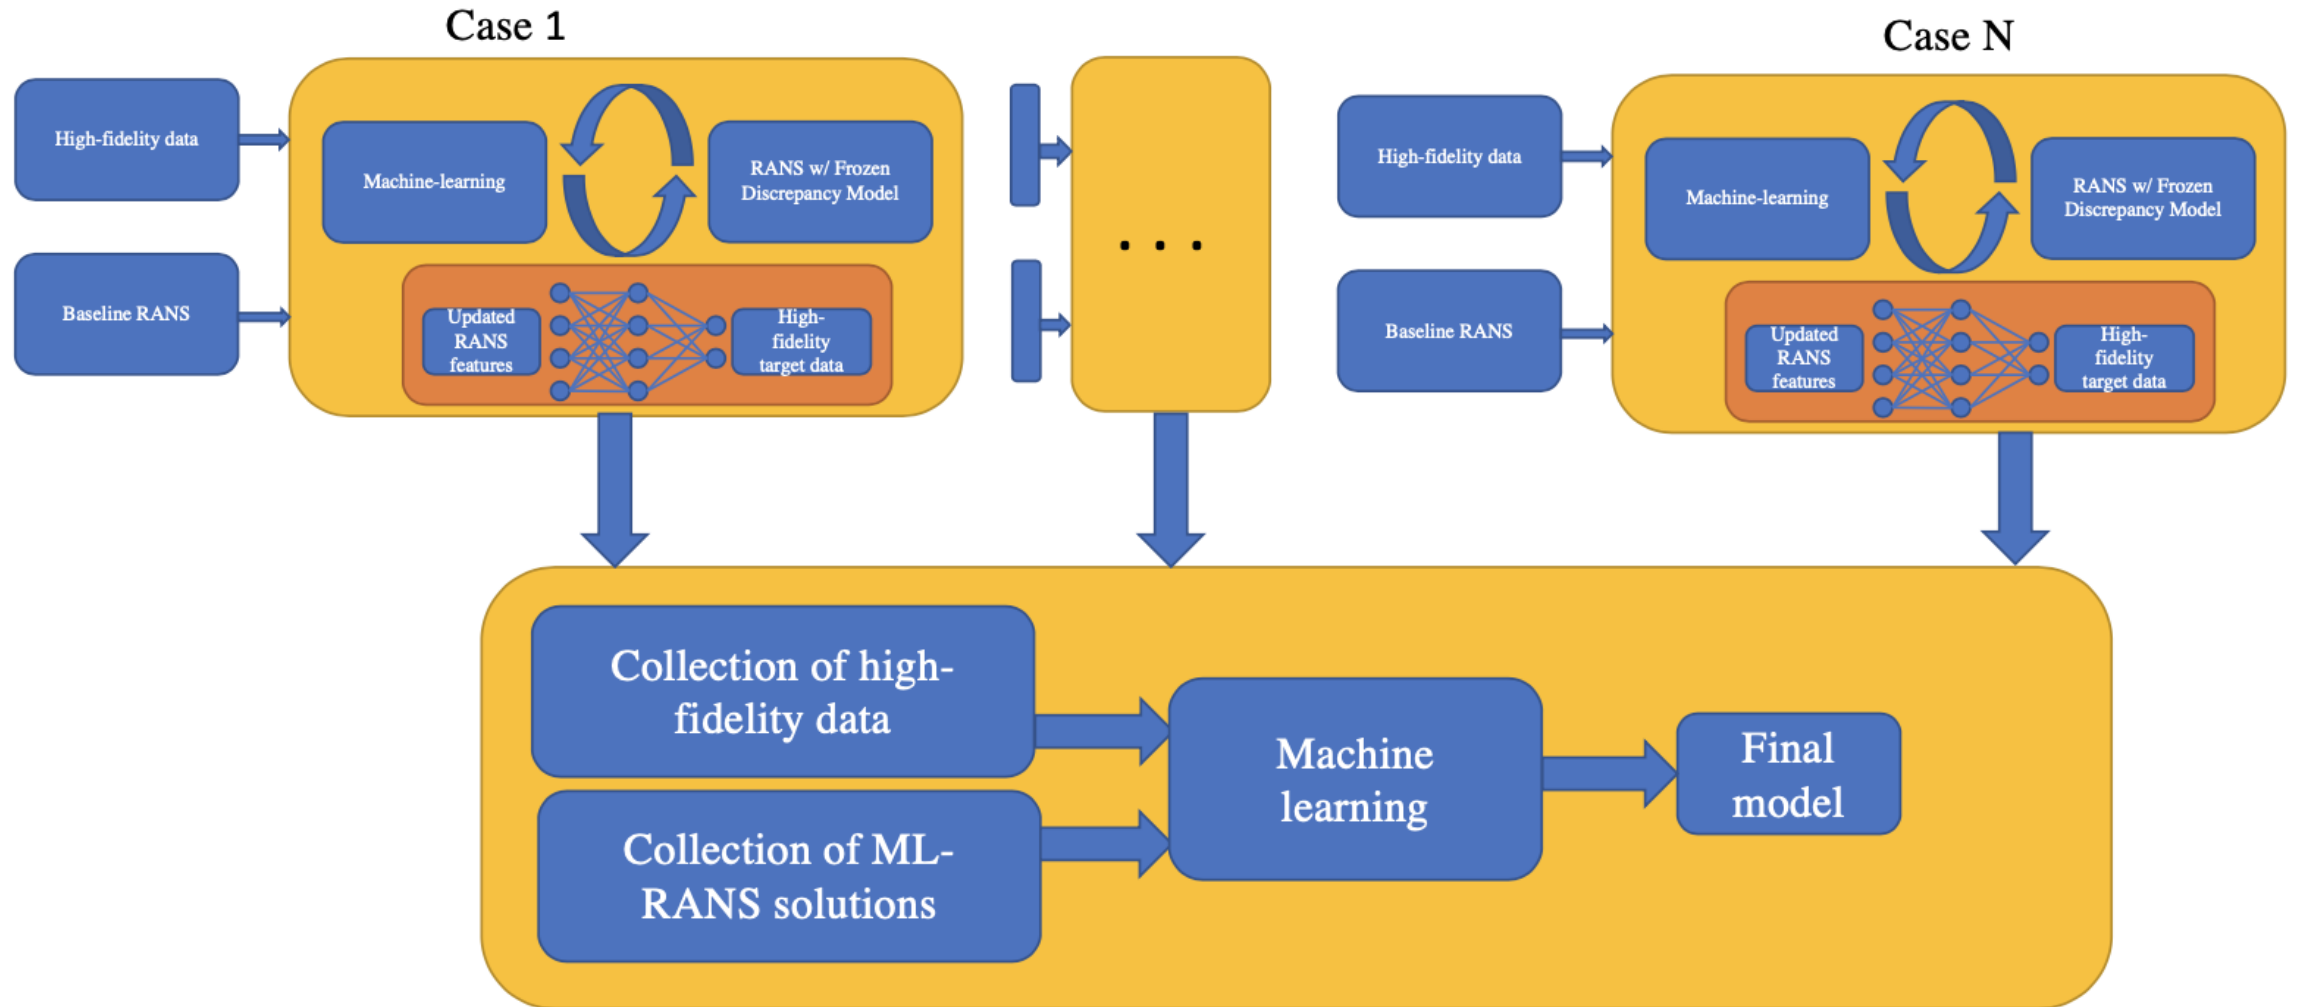 Case 1
High-fidelity data
Baseline RANS
Machine-learning
RANS w/ Frozen
Discrepancy Model
Updated
RANS
features
High-
fidelity
target data
. . .
Case N
High-fidelity data
Baseline RANS
Machine-learning
RANS w/ Frozen
Discrepancy Model
Updated
RANS
features
High-
fidelity
target data
Collection of high-
fidelity data
Collection of ML-
RANS solutions
Machine
learning
Final
model